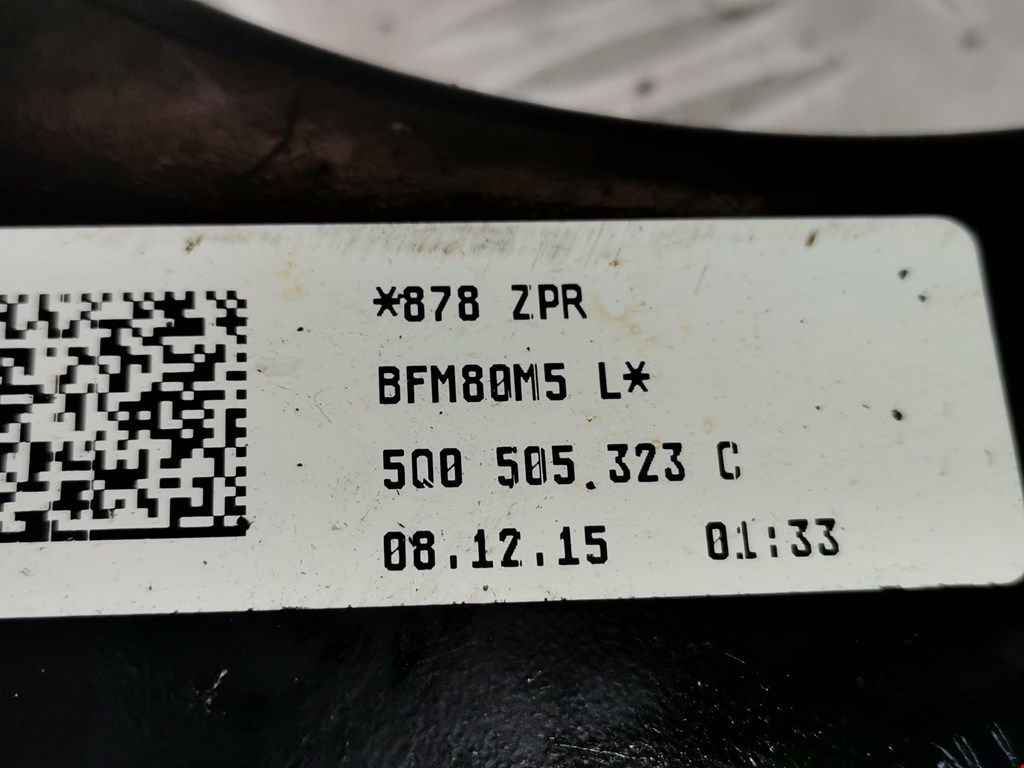 *878 ZPR
BFM80M5 L*
5Q0 505.323 C
08.12.15 01:33